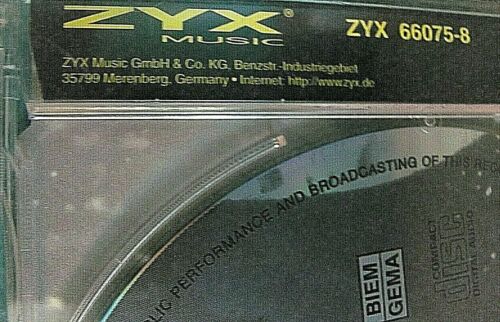 ZYX®
MUSIC
ZYX 66075-8
ZYX Music GmbH & Co. KG, Benzstr.-Industriegebiet
35799 Merenberg, Germany • Internet: http://www.zyx.de
PUBLIC PERFORMANCE AND BROADCASTING OF THIS REC
BIEM
GEMA
COMPACT
disc
DIGITAL AUDIO